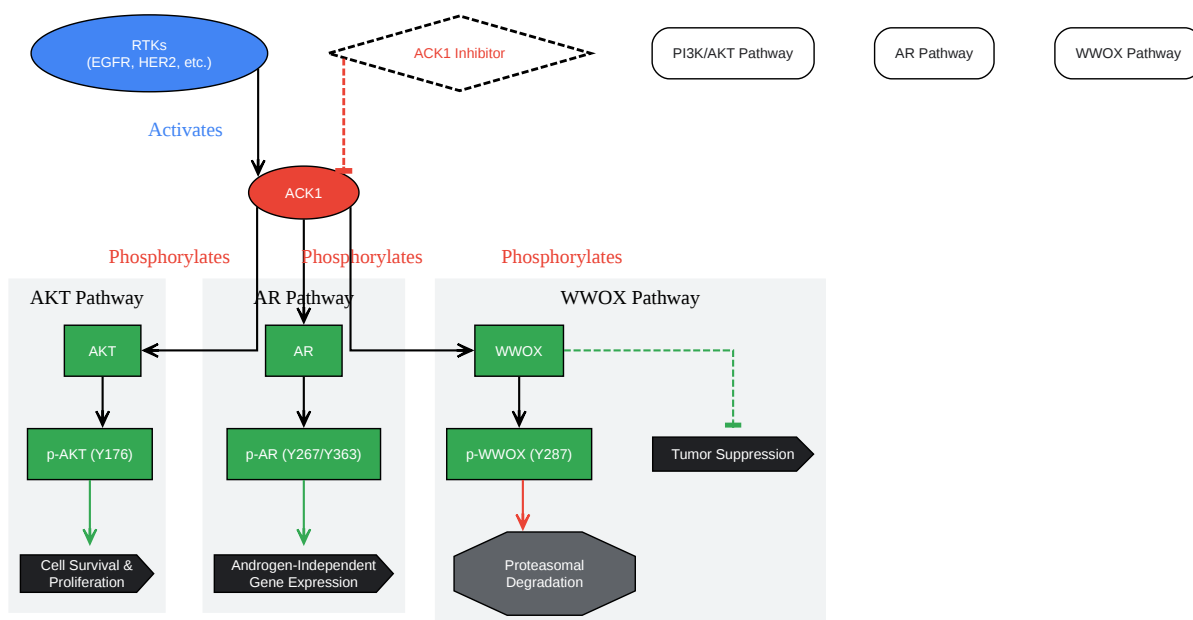 RTKs
(EGFR, HER2, etc.)
ACK1 Inhibitor
PI3K/AKT Pathway
AR Pathway
WWOX Pathway
Activates
ACK1
Phosphorylates
Phosphorylates
Phosphorylates
AKT Pathway
AR Pathway
WWOX Pathway
AKT
AR
WWOX
p-AKT (Y176)
p-AR (Y267/Y363)
p-WWOX (Y287)
Tumor Suppression
Cell Survival &
Proliferation
Androgen-Independent
Gene Expression
Proteasomal
Degradation